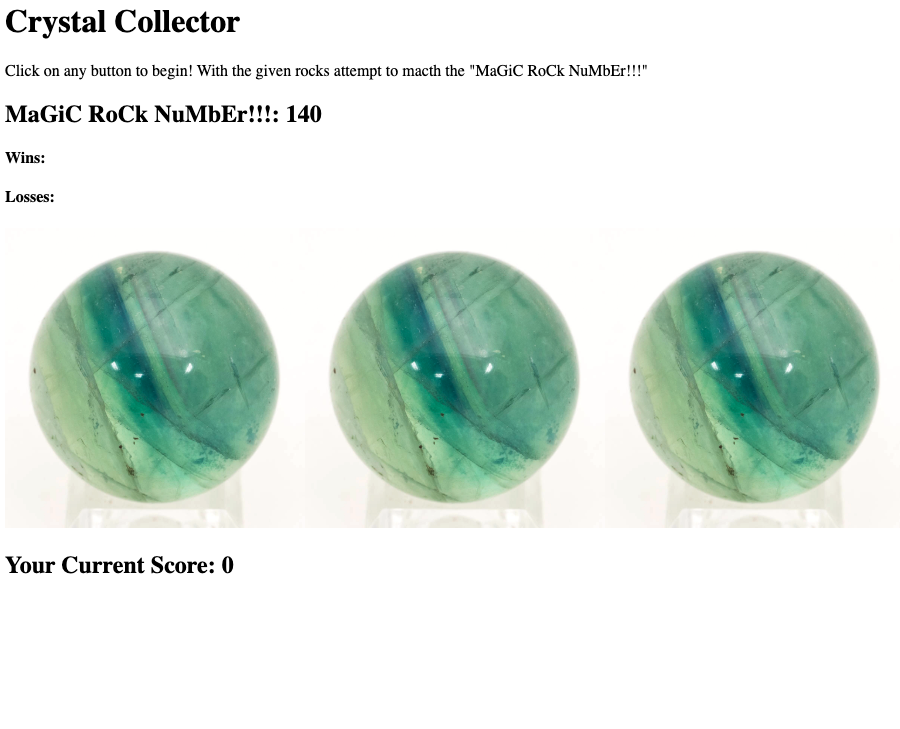 Crystal Collector
Click on any button to begin! With the given rocks attempt to macth the "MaGiC RoCk NuMbEr!!!"
MaGiC RoCk NuMbEr!!!: 140
Wins:
Losses:
Your Current Score: 0